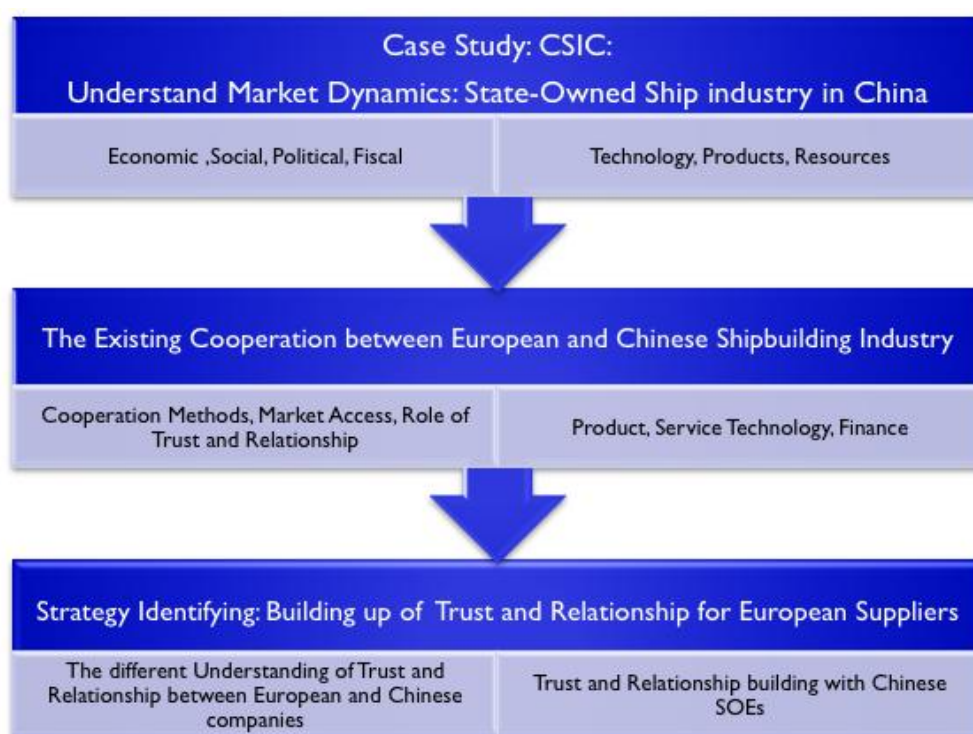 Case Study: CSIC:
Understand Market Dynamics: State-Owned Ship industry in China
Economic ,Social, Political, Fiscal
Technology, Products, Resources
The Existing Cooperation between European and Chinese Shipbuilding Industry
Cooperation Methods, Market Access, Role of
Trust and Relationship
Product, Service Technology, Finance
Strategy Identifying: Building up of Trust and Relationship for European Suppliers
The different Understanding of Trust and
Relationship between European and Chinese
companies
Trust and Relationship building with Chinese
SOEs